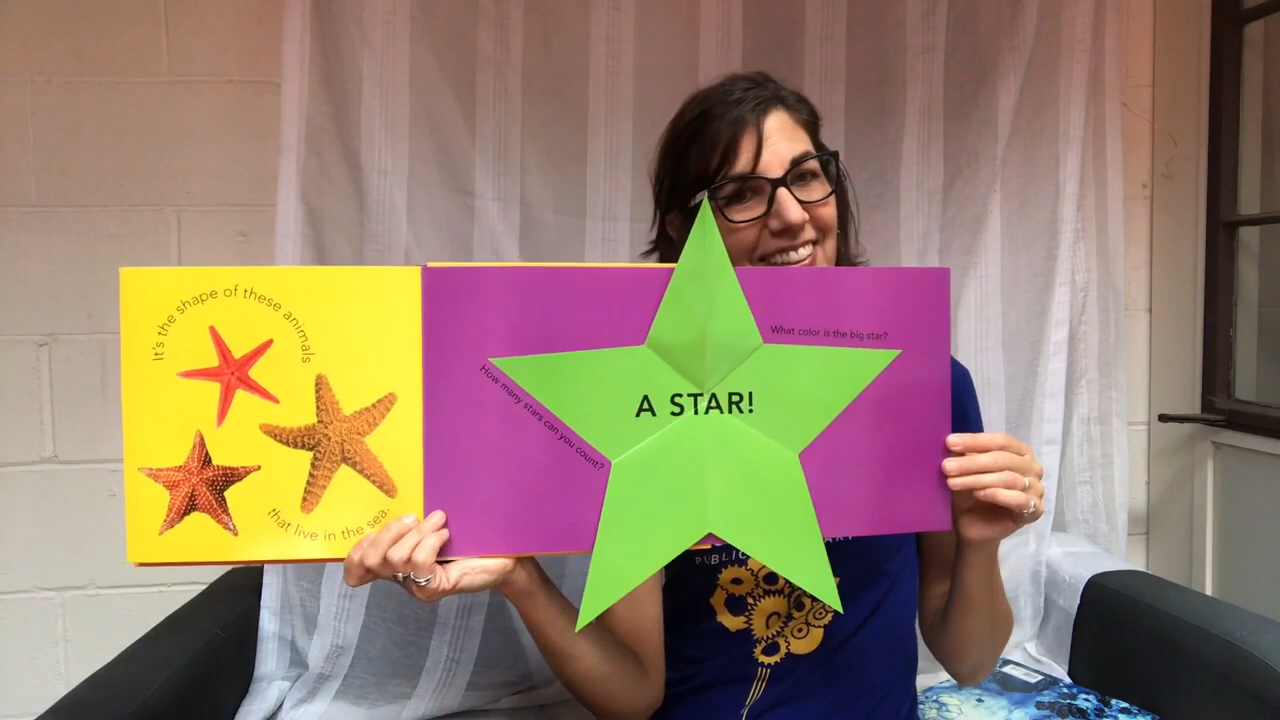 It's the shape of these animals
that live in the sea.
How many stars can you count?
A STAR!
What color is the big star?
PUBLIC